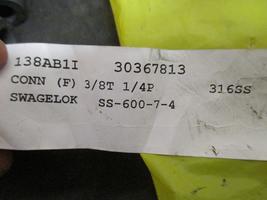 138AB1I 30367813
CONN (F) 3/8T 1/4P 316SS
SWAGELOK SS-600-7-4